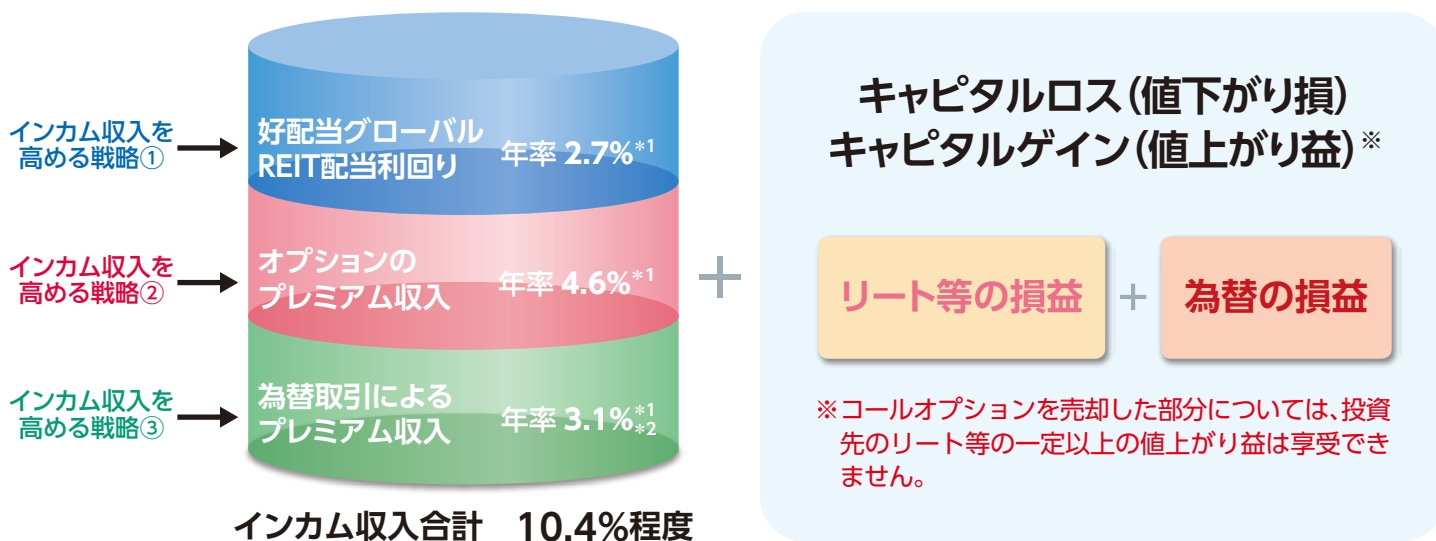 インカム収入を
高める戦略①
好配当グローバル
REIT配当利回り
年率 2.7%*1
インカム収入を
高める戦略②
オプションの
プレミアム収入
年率 4.6%*1
インカム収入を
高める戦略③
為替取引による
プレミアム収入
年率 3.1%*1
*2
インカム収入合計 10.4%程度
+
キャピタルロス（値下がり損）
キャピタルゲイン（値上がり益）※
リート等の損益
+
為替の損益
※コールオプションを売却した部分については、投資
先のリート等の一定以上の値上がり益は享受でき
ません。